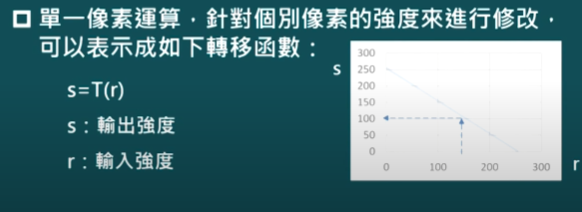 單一像素運算，針對個別像素的強度來進行修改，
可以表示成如下轉移函數：
s=T(r)
s：輸出強度
r：輸入強度
s
300
250
200
150
100
50
0
0 100 200 300
r